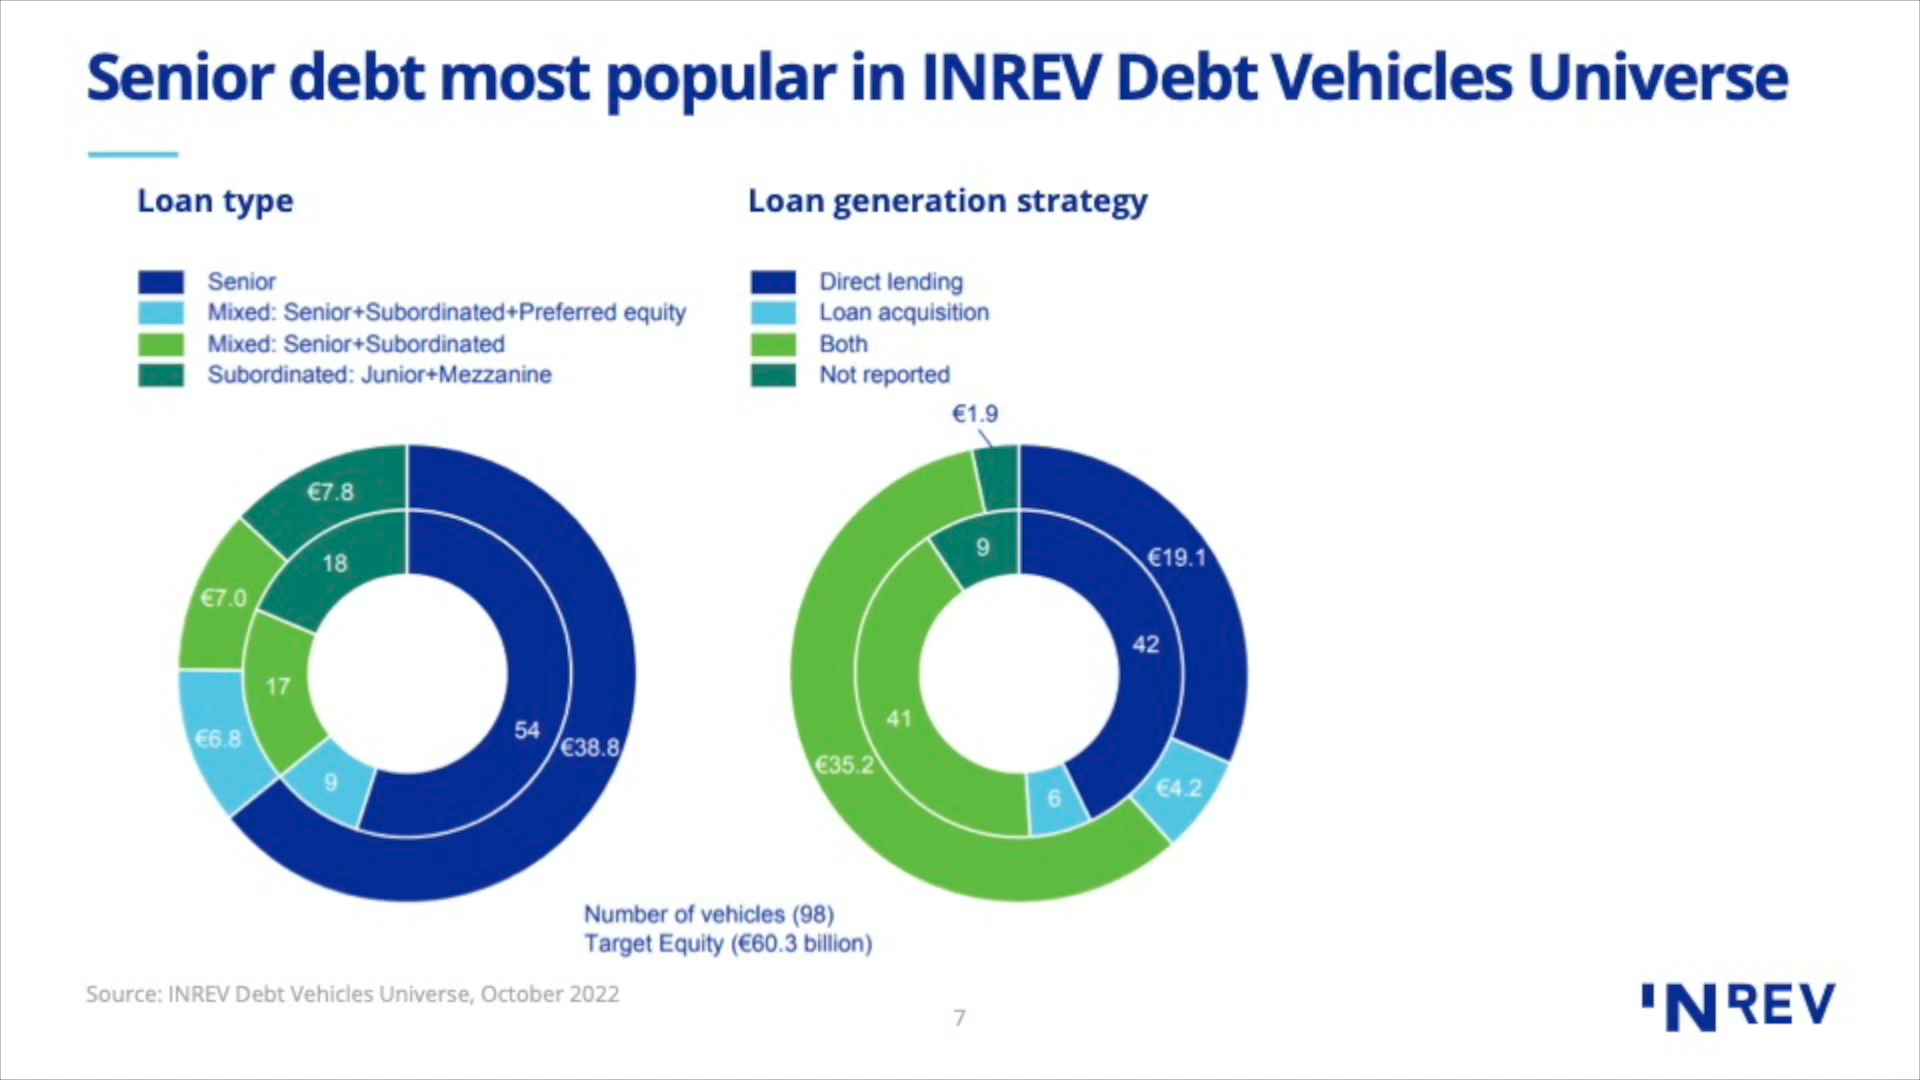 Senior debt most popular in INREV Debt Vehicles Universe
Loan type
Senior
Mixed: Senior+Subordinated+Preferred equity
Mixed: Senior+Subordinated
Subordinated: Junior+Mezzanine
€7.8
18
€7.0
17
54
€38.8
€6.8
9
Loan generation strategy
Direct lending
Loan acquisition
Both
Not reported
€1.9
9
€19.1
42
41
€35.2
6
€4.2
Number of vehicles (98)
Target Equity (€60.3 billion)
Source: INREV Debt Vehicles Universe, October 2022
7
INREV